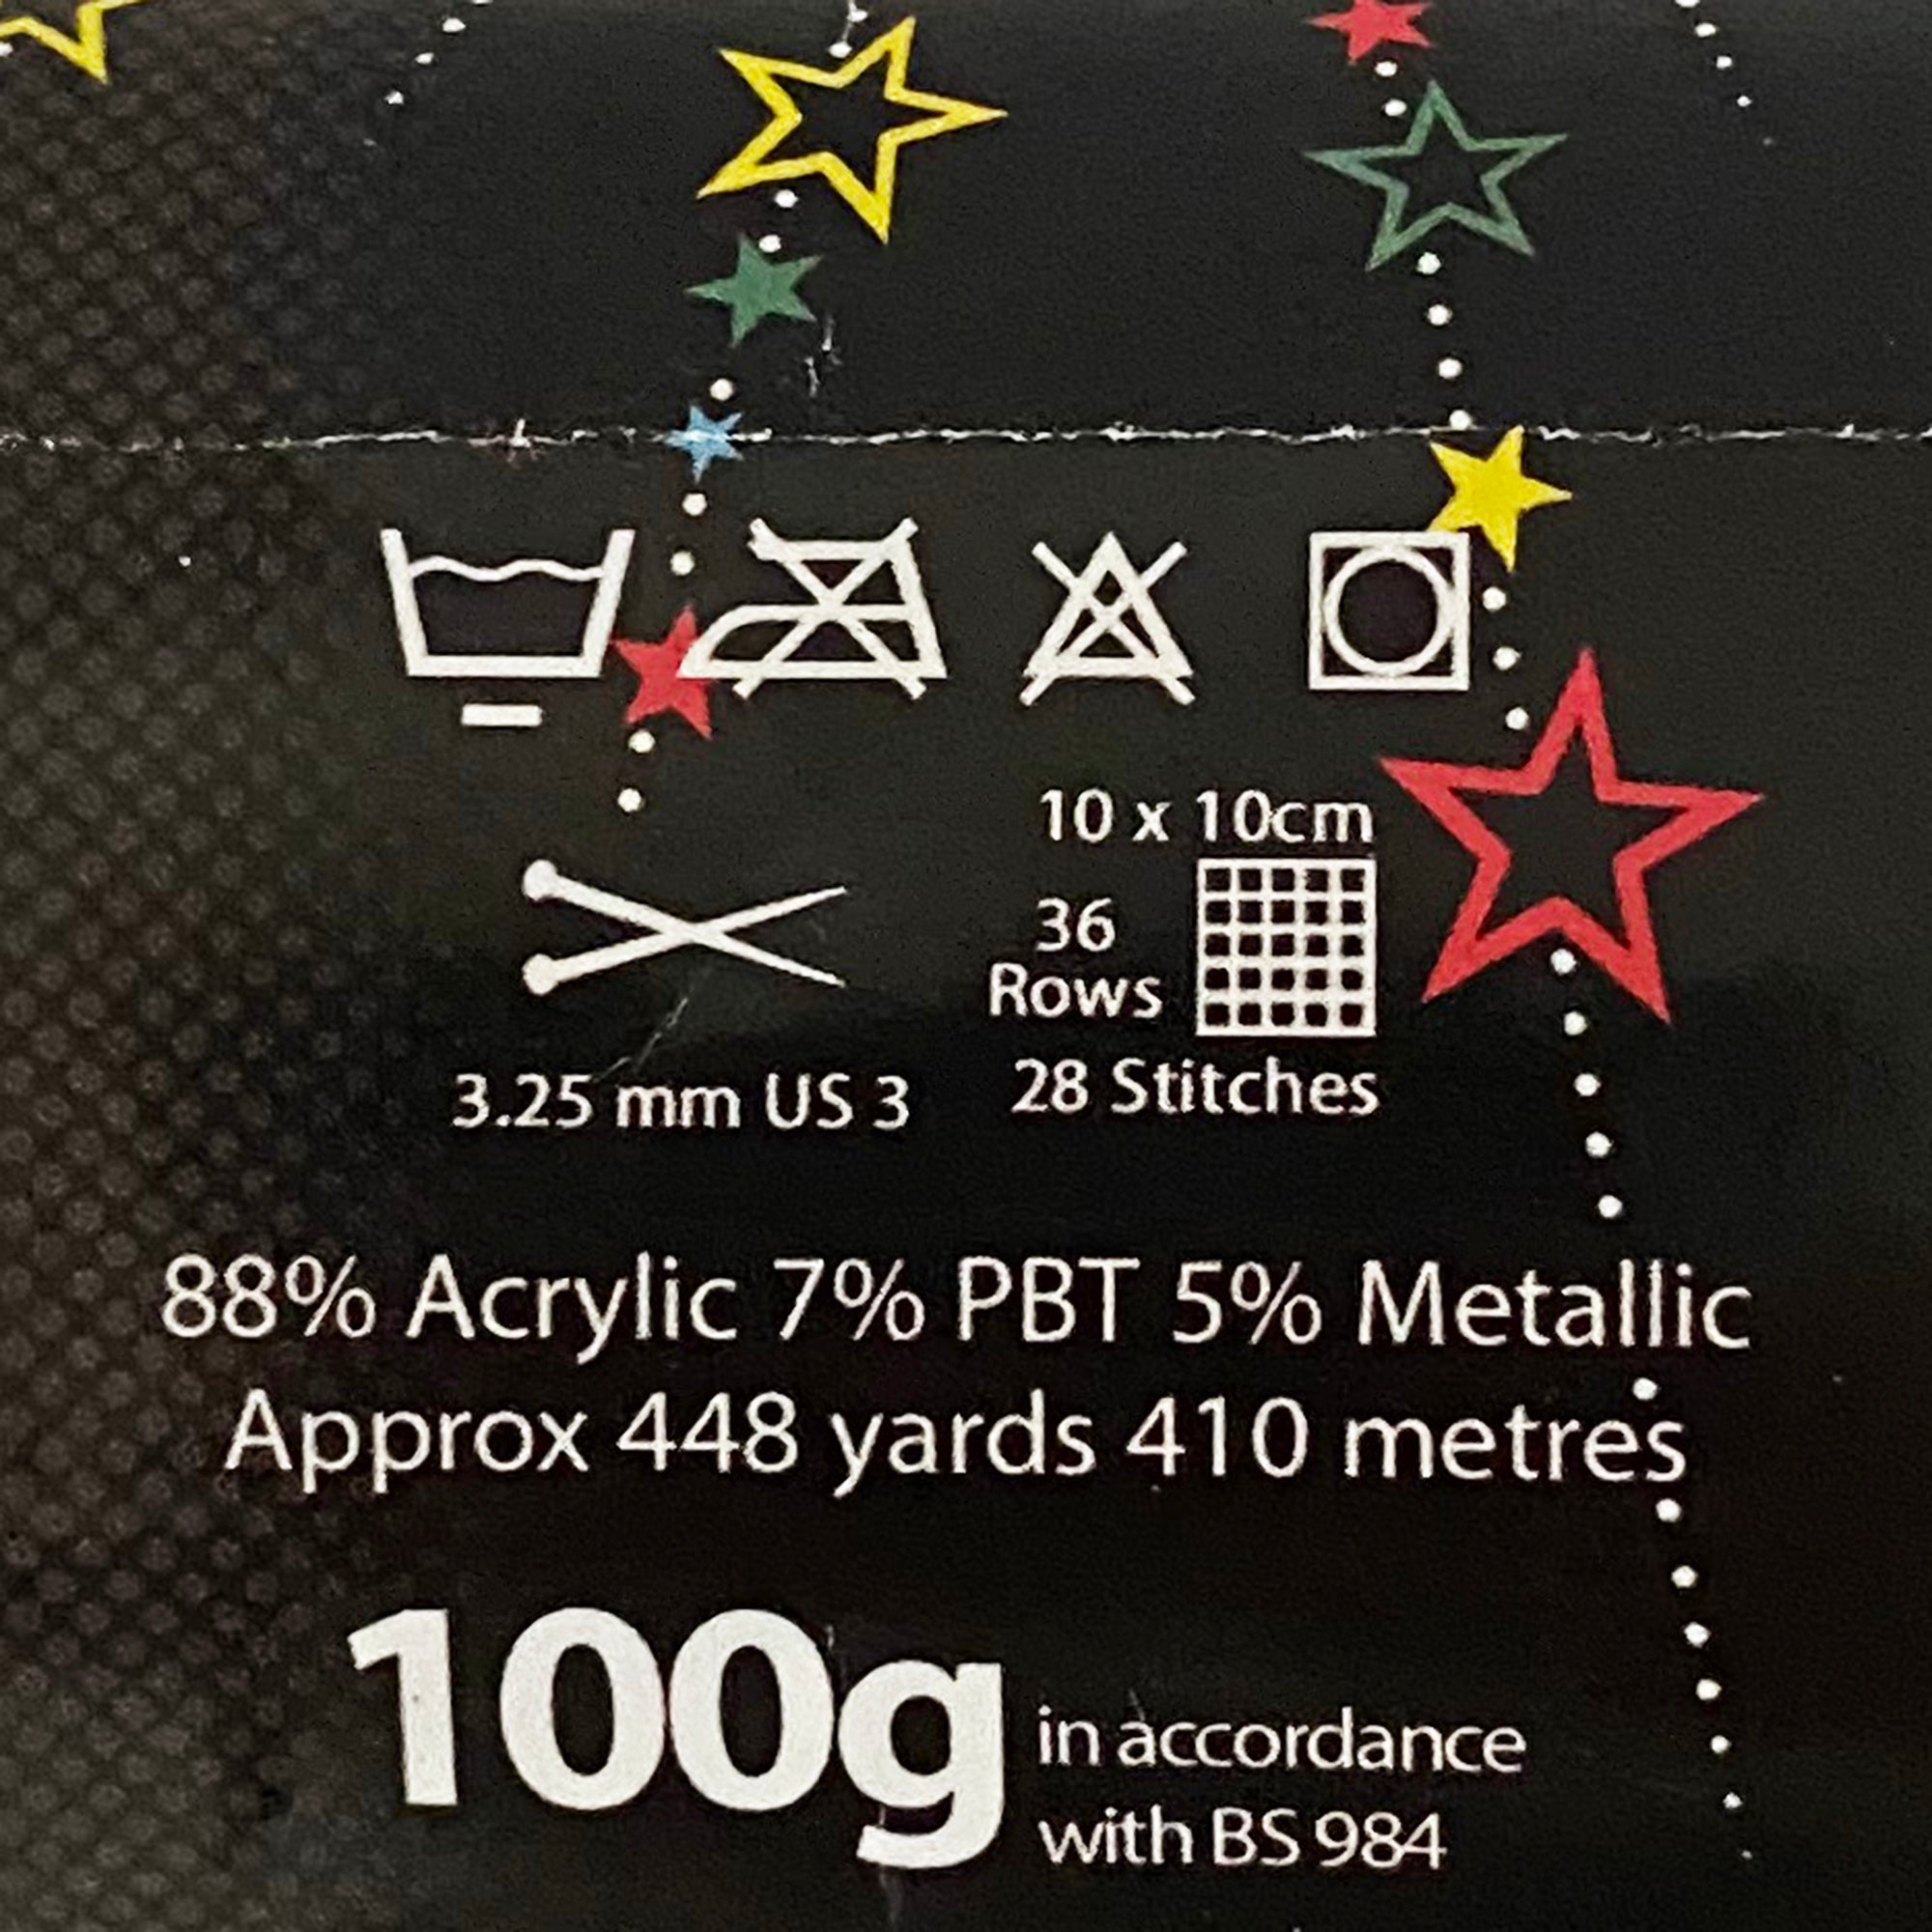 10 x 10cm
36
Rows
28 Stitches
3.25 mm US 3
88% Acrylic 7% PBT 5% Metallic
Approx 448 yards 410 metres
100g in accordance
with BS 984